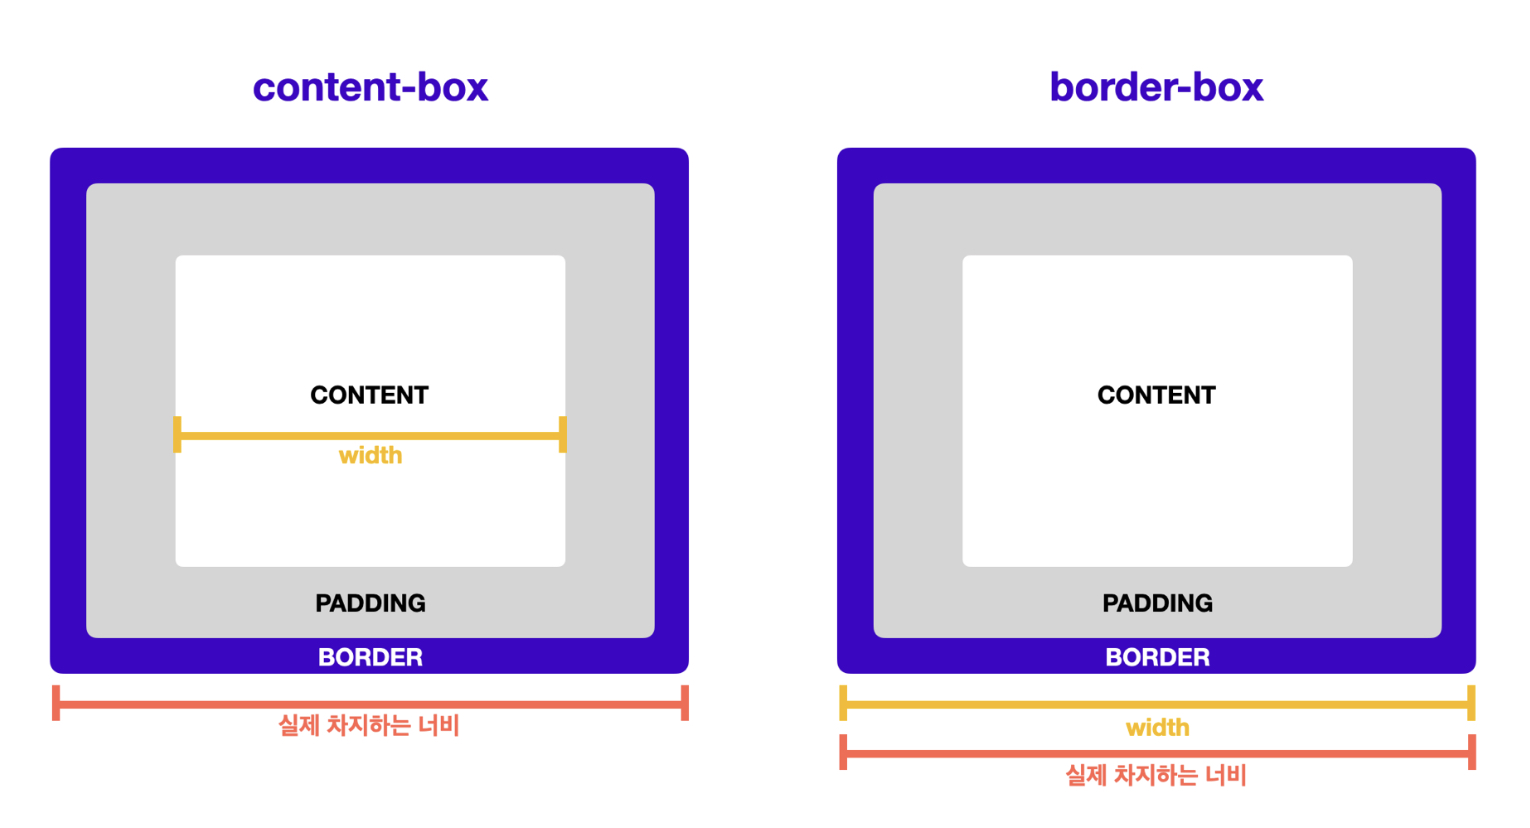 content-box
CONTENT
width
PADDING
BORDER
실제 차지하는 너비
border-box
CONTENT
PADDING
BORDER
width
실제 차지하는 너비